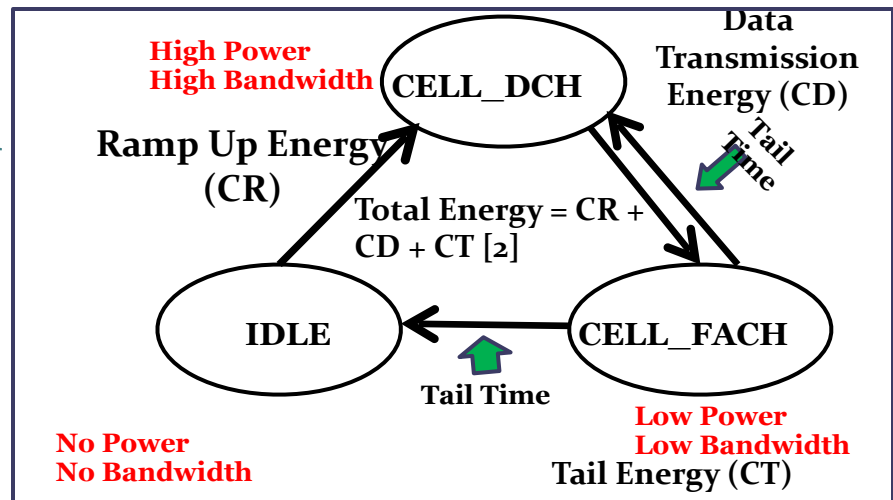 Data
Transmission
Energy (CD)
High Power
High Bandwidth
CELL_DCH
Tail
Time
Ramp Up Energy
(CR)
Total Energy = CR +
CD + CT [2]
IDLE
CELL_FACH
Tail Time
Low Power
Low Bandwidth
Tail Energy (CT)
No Power
No Bandwidth